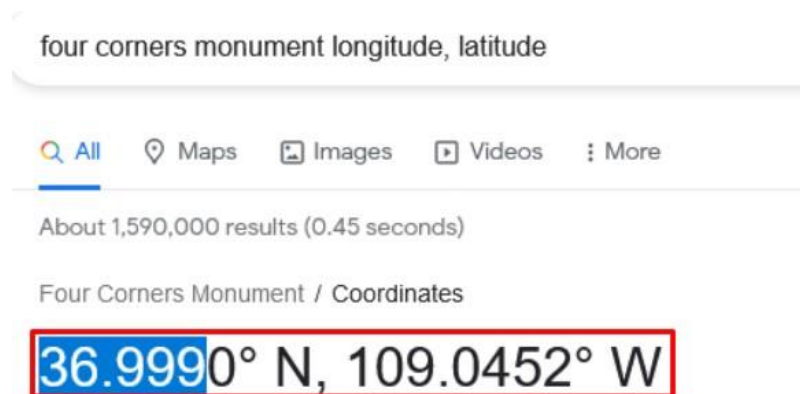 four corners monument longitude, latitude
All Maps Images Videos More
About 1,590,000 results (0.45 seconds)
Four Corners Monument / Coordinates
36.9990° N, 109.0452° W